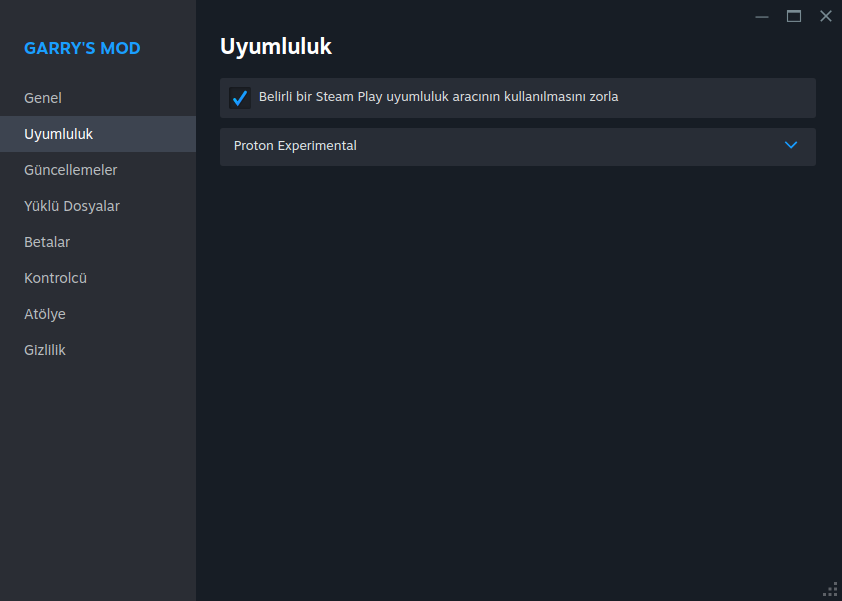 GARRY'S MOD
Genel
Uyumluluk
Güncellemeler
Yüklü Dosyalar
Betalar
Kontrolcü
Atölye
Gizlilik
Uyumluluk
Belirli bir Steam Play uyumluluk aracının kullanılmasını zorla
Proton Experimental